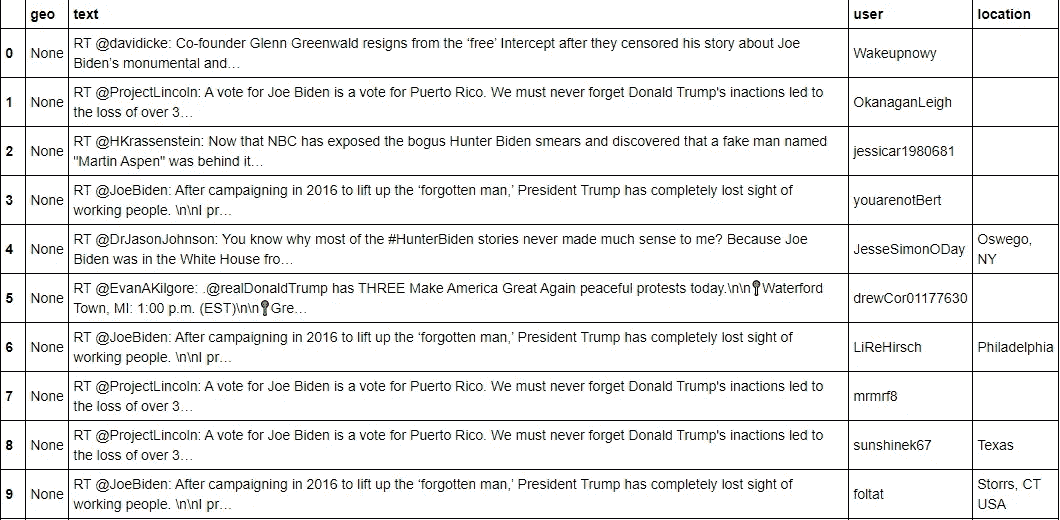 geo text user location
0 None RT @davidicke: Co-founder Glenn Greenwald resigns from the ‘free’ Intercept after they censored his story about Joe Wakeupnowy
Biden’s monumental and…
1 None RT @ProjectLincoln: A vote for Joe Biden is a vote for Puerto Rico. We must never forget Donald Trump's inactions led to OkanaganLeigh
the loss of over 3…
2 None RT @HKrassenstein: Now that NBC has exposed the bogus Hunter Biden smears and discovered that a fake man named jessicar1980681
"Martin Aspen" was behind it…
3 None RT @JoeBiden: After campaigning in 2016 to lift up the ‘forgotten man,’ President Trump has completely lost sight of youarenotBert
working people. \n\nI pr…
4 None RT @DrJasonJohnson: You know why most of the #HunterBiden stories never made much sense to me? Because Joe JesseSimonODay Oswego,
Biden was in the White House fro… NY
5 None RT @EvanAKilgore: .@realDonaldTrump has THREE Make America Great Again peaceful protests today.\n\n🎙Waterford drewCor01177630
Town, MI: 1:00 p.m. (EST)\n\n🎙Gre…
6 None RT @JoeBiden: After campaigning in 2016 to lift up the ‘forgotten man,’ President Trump has completely lost sight of LiReHirsch Philadelphia
working people. \n\nI pr…
7 None RT @ProjectLincoln: A vote for Joe Biden is a vote for Puerto Rico. We must never forget Donald Trump's inactions led to mrmrf8
the loss of over 3…
8 None RT @ProjectLincoln: A vote for Joe Biden is a vote for Puerto Rico. We must never forget Donald Trump's inactions led to sunshinek67 Texas
the loss of over 3…
9 None RT @JoeBiden: After campaigning in 2016 to lift up the ‘forgotten man,’ President Trump has completely lost sight of foltat Storrs, CT
working people. \n\nI pr… USA